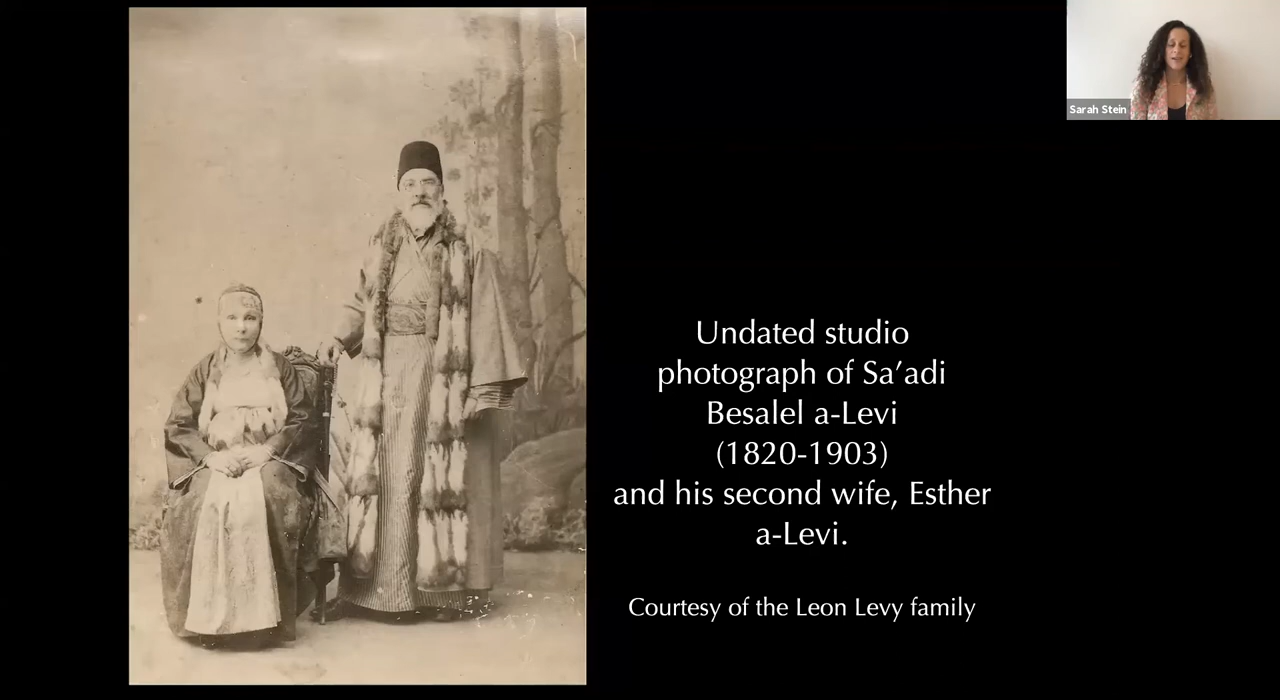 Sarah Stein
Undated studio
photograph of Sa’adi
Besalel a-Levi
(1820-1903)
and his second wife, Esther
a-Levi.
Courtesy of the Leon Levy family